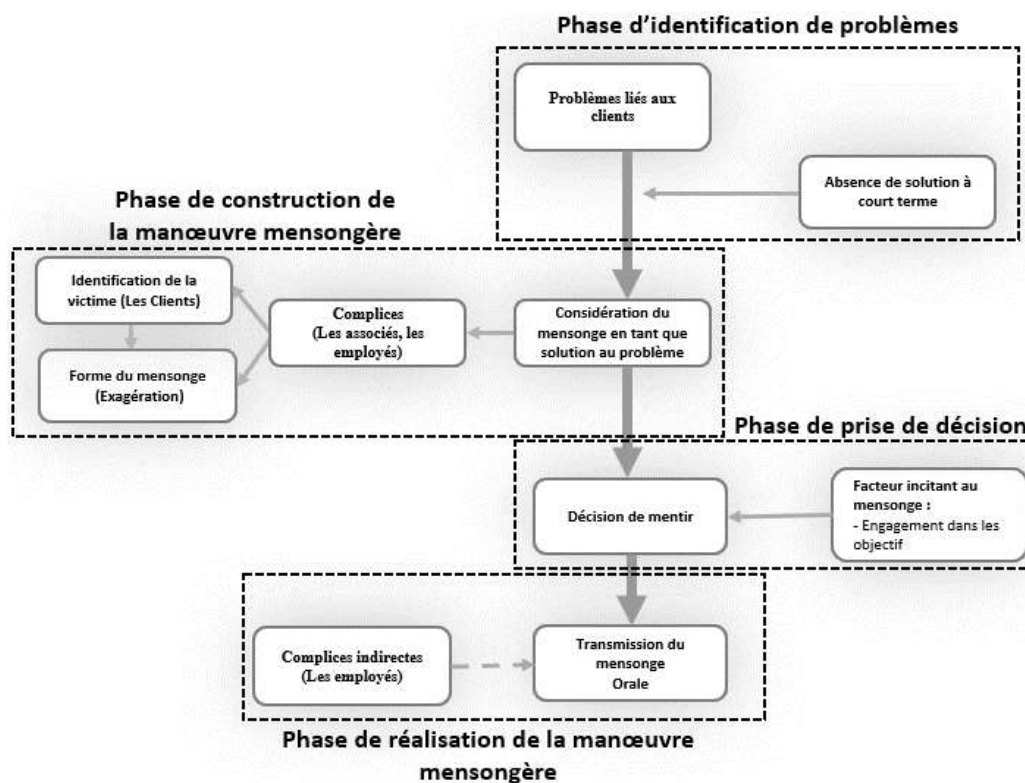 Phase d’identification de problèmes
Problèmes liés aux
clients
Absence de solution à
court terme
Phase de construction de
la manœuvre mensongère
Identification de la
victime (Les Clients)
Complices
(Les associés, les
employés)
Considération du
mensonge en tant que
solution au problème
Forme du mensonge
(Exagération)
Phase de prise de décision
Décision de mentir
Facteur incitant au
mensonge :
- Engagement dans les
objectif
Complices indirectes
(Les employés)
Transmission du
mensonge
Orale
Phase de réalisation de la manœuvre
mensongère